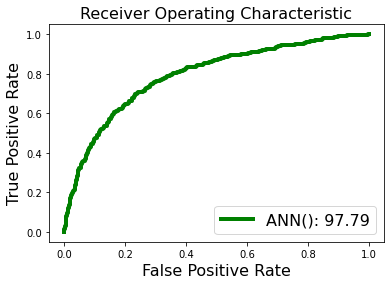 Receiver Operating Characteristic
True Positive Rate
1.0
0.8
0.6
0.4
0.2
0.0
ANN(): 97.79
0.0 0.2 0.4 0.6 0.8 1.0
False Positive Rate